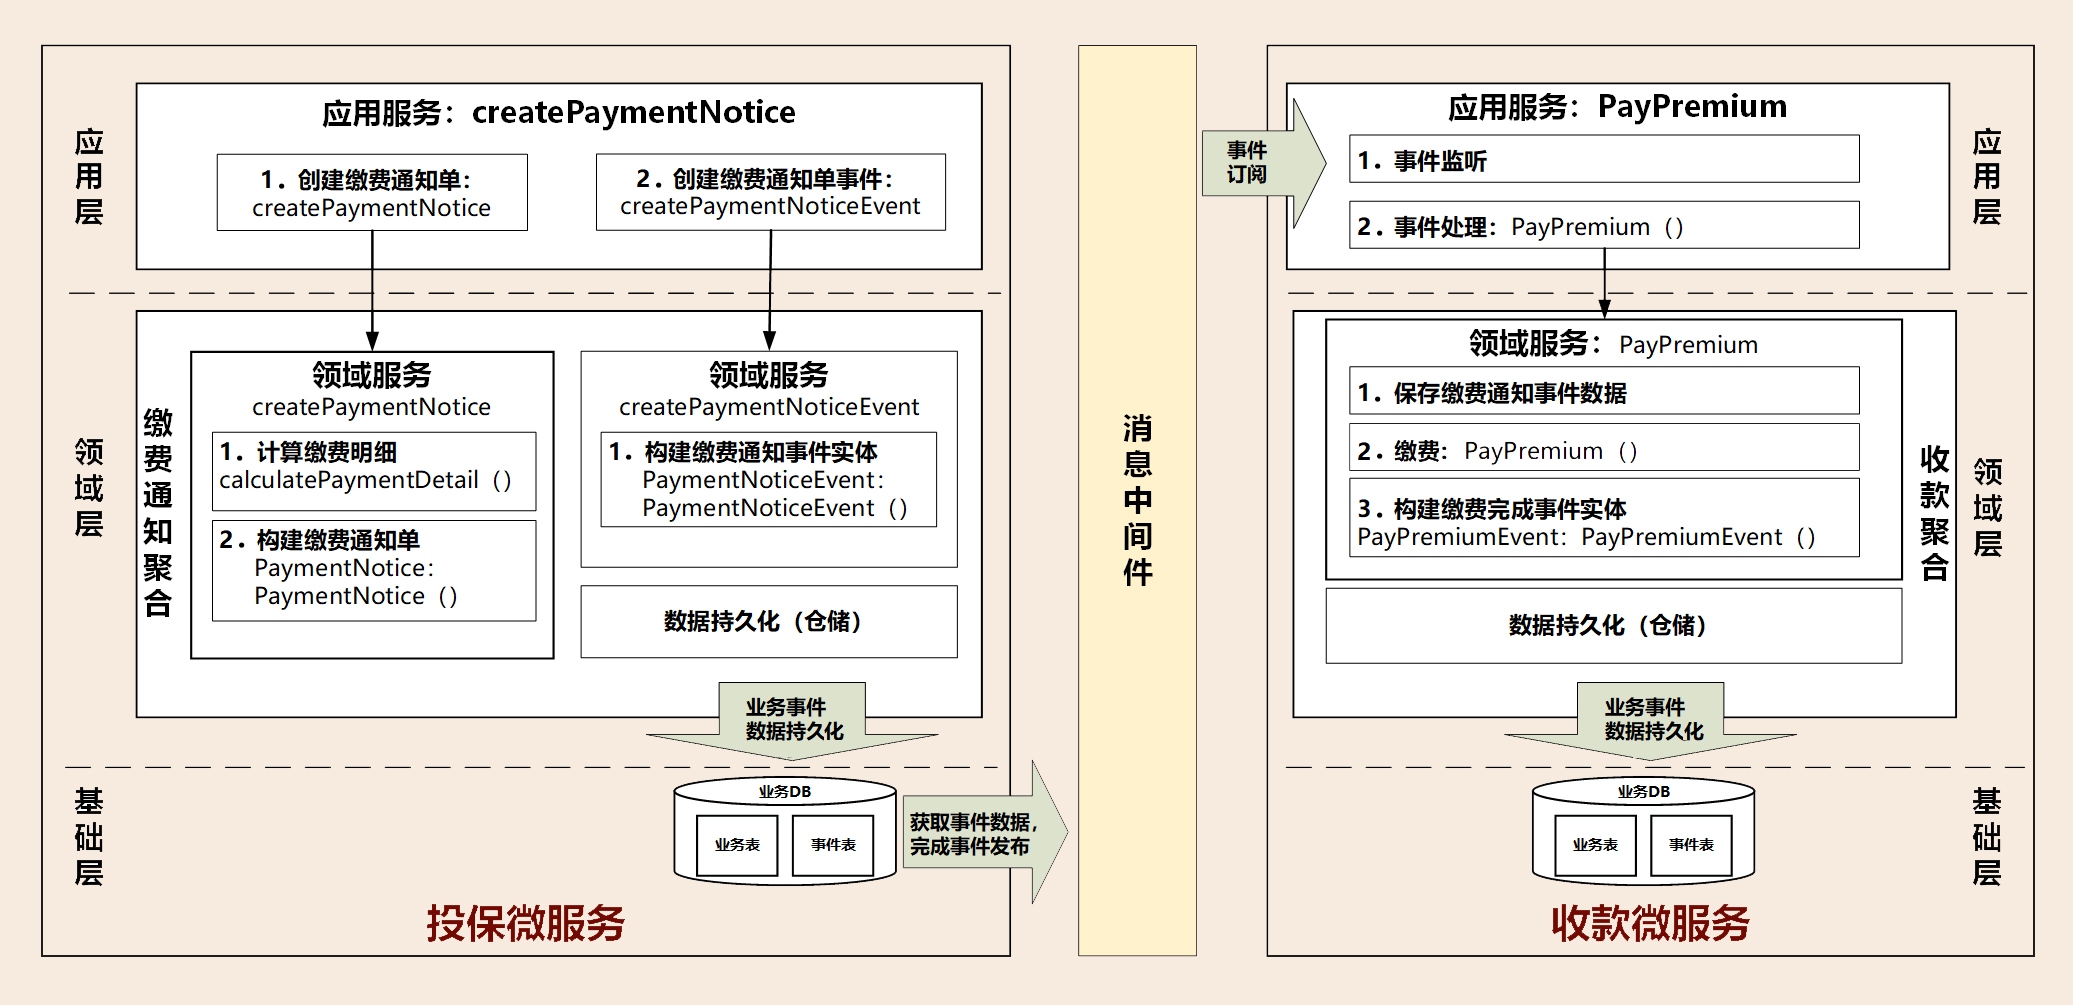 应用层
应用服务：createPaymentNotice
1. 创建缴费通知单：
createPaymentNotice
2. 创建缴费通知单事件：
createPaymentNoticeEvent
领域层
缴费通知聚合
领域服务
createPaymentNotice
1. 计算缴费明细
calculatePaymentDetail（）
2. 构建缴费通知单
PaymentNotice：
PaymentNotice（）
领域服务
createPaymentNoticeEvent
1. 构建缴费通知事件实体
PaymentNoticeEvent：
PaymentNoticeEvent（）
数据持久化（仓储）
业务事件
数据持久化
基础层
业务DB
业务表
事件表
获取事件数据，
完成事件发布
投保微服务
消息中间件
事件
订阅
应用服务：PayPremium
1. 事件监听
2. 事件处理：PayPremium（）
应用层
领域服务：PayPremium
1. 保存缴费通知事件数据
2. 缴费：PayPremium（）
3. 构建缴费完成事件实体
PayPremiumEvent：PayPremiumEvent（）
数据持久化（仓储）
收款聚合
领域层
业务事件
数据持久化
业务DB
业务表
事件表
基础层
收款微服务